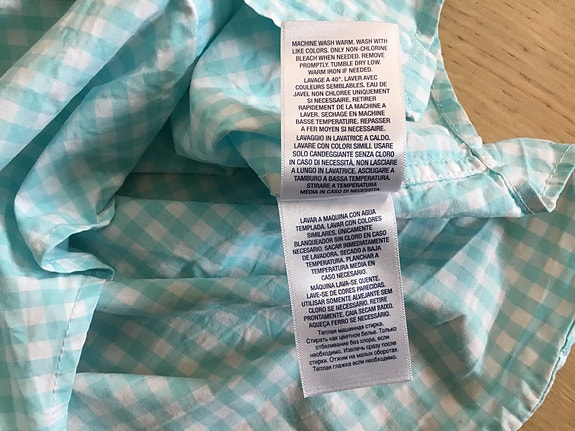 MACHINE WASH WARM. WASH WITH
LIKE COLORS. ONLY NON-CHLORINE
BLEACH WHEN NEEDED. REMOVE
PROMPTLY. TUMBLE DRY LOW.
WARM IRON IF NEEDED.
LAVAGE A 40°. LAVER AVEC
COULEURS SEMBLABLES. EAU DE
JAVEL NON CHLOREE UNIQUEMENT
SI NECESSAIRE. RETIRER
RAPIDEMENT DE LA MACHINE A
LAVER. SECHAGE EN MACHINE
BASSE TEMPERATURE. REPASSER
A FER MOYEN SI NECESSAIRE.
LAVAGGIO IN LAVATRICE A CALDO.
LAVARE CON COLORI SIMILI. USARE
SOLO CANDEGGIANTE SENZA CLORO
IN CASO DI NECESSITÀ. NON LASCIARE
A LUNGO IN LAVATRICE. ASCIUGARE A
TAMBURO A BASSA TEMPERATURA.
STIRARE A TEMPERATURA
MEDIA IN CASO DI NECESSITÀ.
LAVAR A MAQUINA CON AGUA
TEMPLADA. LAVAR CON COLORES
SIMILARES. ÚNICAMENTE
BLANQUEADOR SIN CLORO EN CASO
NECESARIO. SACAR INMEDIATAMENTE
DE LAVADORA. SECADO A BAJA
TEMPERATURA. PLANCHAR A
TEMPERATURA MEDIA EN
CASO NECESARIO.
MÁQUINA LAVA-SE QUENTE.
LAVE-SE DE CORES PARECIDAS.
UTILISAR SOMENTE ALVEJANTE SEM
CLORO SE NECESSÁRIO. RETIRE
PRONTAMENTE. CAIA SECAM BAIXO.
AQUEÇA FERRO SE NECESSÁRIO.
Теплая машинная стирка.
Стирать как цветное белье. Только
отбеливание без хлора, если
необходимо. Извлечь сразу после
стирки. Отжим на малых оборотах.
Теплая глажка если необходимо.